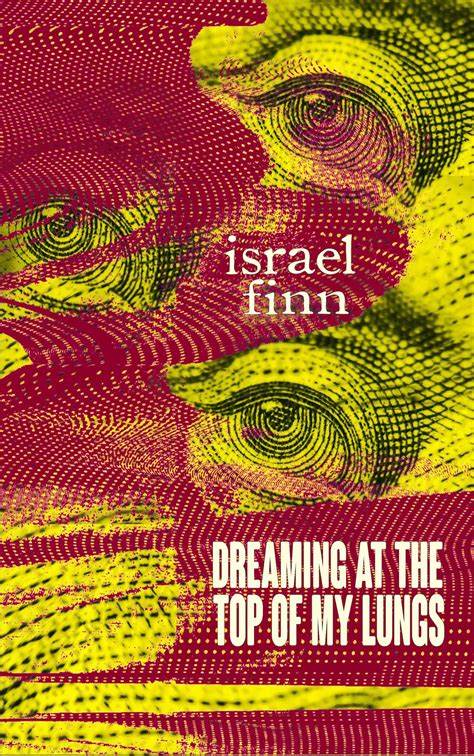 israel
finn
DREAMING AT THE
TOP OF MY LUNGS